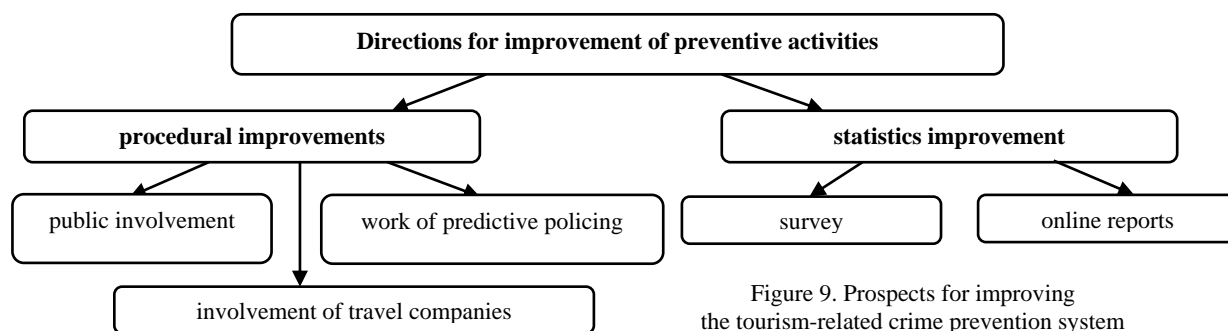 Directions for improvement of preventive activities
procedural improvements
statistics improvement
public involvement
work of predictive policing
survey
online reports
involvement of travel companies
Figure 9. Prospects for improving
the tourism-related crime prevention system